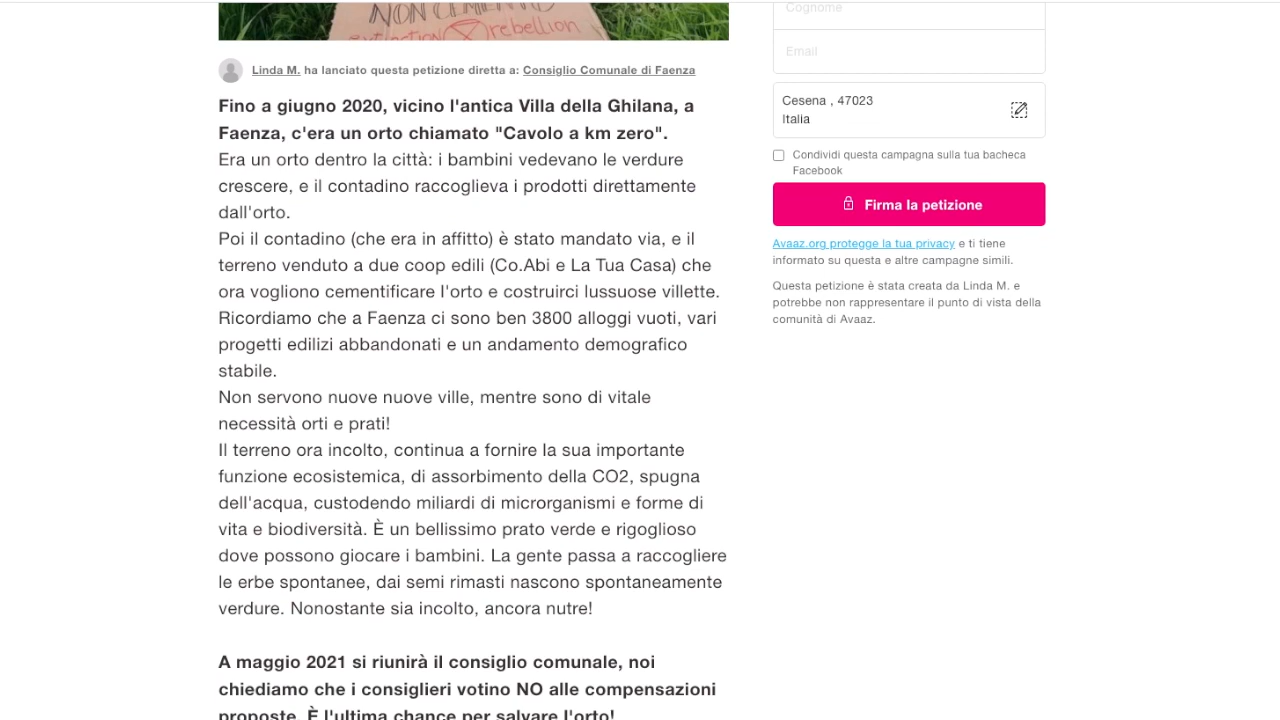 NON CEMENTO
extinction rebellion
Linda M. ha lanciato questa petizione diretta a: Consiglio Comunale di Faenza
Fino a giugno 2020, vicino l'antica Villa della Ghilana, a
Faenza, c'era un orto chiamato "Cavolo a km zero".
Era un orto dentro la città: i bambini vedevano le verdure
crescere, e il contadino raccoglieva i prodotti direttamente
dall'orto.
Poi il contadino (che era in affitto) è stato mandato via, e il
terreno venduto a due coop edili (Co.Abi e La Tua Casa) che
ora vogliono cementificare l'orto e costruirci lussuose villette.
Ricordiamo che a Faenza ci sono ben 3800 alloggi vuoti, vari
progetti edilizi abbandonati e un andamento demografico
stabile.
Non servono nuove nuove ville, mentre sono di vitale
necessità orti e prati!
Il terreno ora incolto, continua a fornire la sua importante
funzione ecosistemica, di assorbimento della CO2, spugna
dell'acqua, custodendo miliardi di microrganismi e forme di
vita e biodiversità. È un bellissimo prato verde e rigoglioso
dove possono giocare i bambini. La gente passa a raccogliere
le erbe spontanee, dai semi rimasti nascono spontaneamente
verdure. Nonostante sia incolto, ancora nutre!
A maggio 2021 si riunirà il consiglio comunale, noi
chiediamo che i consiglieri votino NO alle compensazioni
proposte. È l'ultima chance per salvare l'orto!
Cognome
Email
Cesena , 47023
Italia
Condividi questa campagna sulla tua bacheca
Facebook
Firma la petizione
Avaaz.org protegge la tua privacy e ti tiene
informato su questa e altre campagne simili.
Questa petizione è stata creata da Linda M. e
potrebbe non rappresentare il punto di vista della
comunità di Avaaz.